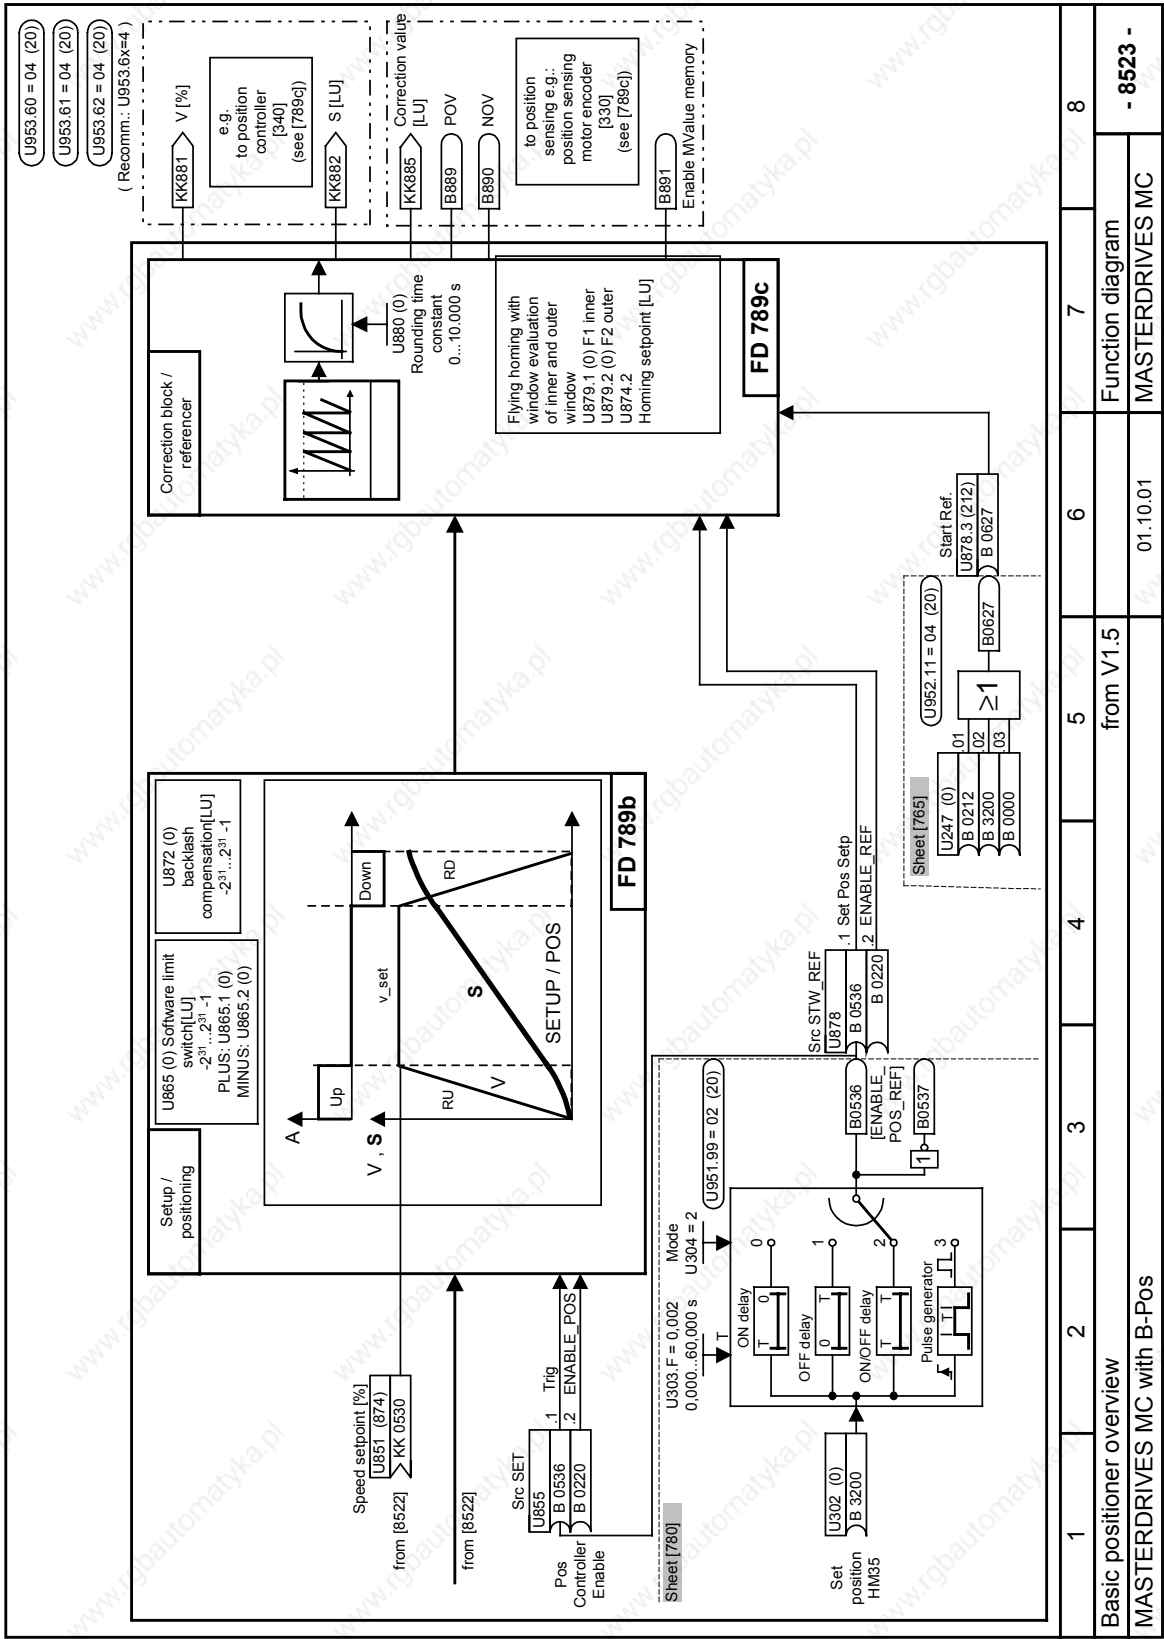 U953.60 = 04 (20)
U953.61 = 04 (20)
U953.62 = 04 (20)
( Recomm.: U953.6x=4 )
KK881
V [%]
e.g.
to position
controller
[340]
(see [789c])
KK882
S [LU]
Correction value
[LU]
KK885
B889
POV
B890
NOV
to position
sensing e.g.:
position sensing
motor encoder
[330]
(see [789c])
B891
Enable MValue memory
Setup /
positioning
U865 (0) Software limit
switch[LU]
-2³¹...2³¹ -1
PLUS: U865.1 (0)
MINUS: U865.2 (0)
U872 (0)
backlash
compensation[LU]
-2³¹...2³¹ -1
A
Up
Down
V , S
v_set
RU
V
S
RD
SETUP / POS
FD 789b
Correction block /
referencer
U880 (0)
Rounding time
constant
0...10.000 s
Flying homing with
window evaluation
of inner and outer
window
U879.1 (0) F1 inner
U879.2 (0) F2 outer
U874.2
Homing setpoint [LU]
FD 789c
Speed setpoint [%]
U851 (874)
KK 0530
from [8522]
from [8522]
Src SET
U855
B 0536
B 0220
.1
Trig
.2
ENABLE_POS
Pos
Controller
Enable
Sheet [780]
U303.F = 0,002
0,000...60,000 s
Mode
U304 = 2
U951.99 = 02 (20)
T
ON delay
T 0
0
OFF delay
0 T
1
ON/OFF delay
T T
2
Pulse generator
T
3
Set
position
HM35
U302 (0)
B 3200
B0536
[ENABLE_
POS_REF]
1
B0537
Src STW_REF
U878
B 0536
B 0220
.1 Set Pos Setp
.2 ENABLE_REF
Sheet [765]
U952.11 = 04 (20)
U247 (0)
B 0212
B 3200
B 0000
.01
.02
.03
≥1
B0627
Start Ref.
U878.3 (212)
B 0627
1
2
3
4
5
6
7
8
Basic positioner overview
from V1.5
Function diagram
- 8523 -
MASTERDRIVES MC with B-Pos
01.10.01
MASTERDRIVES MC
www.rgbautomatyka.pl